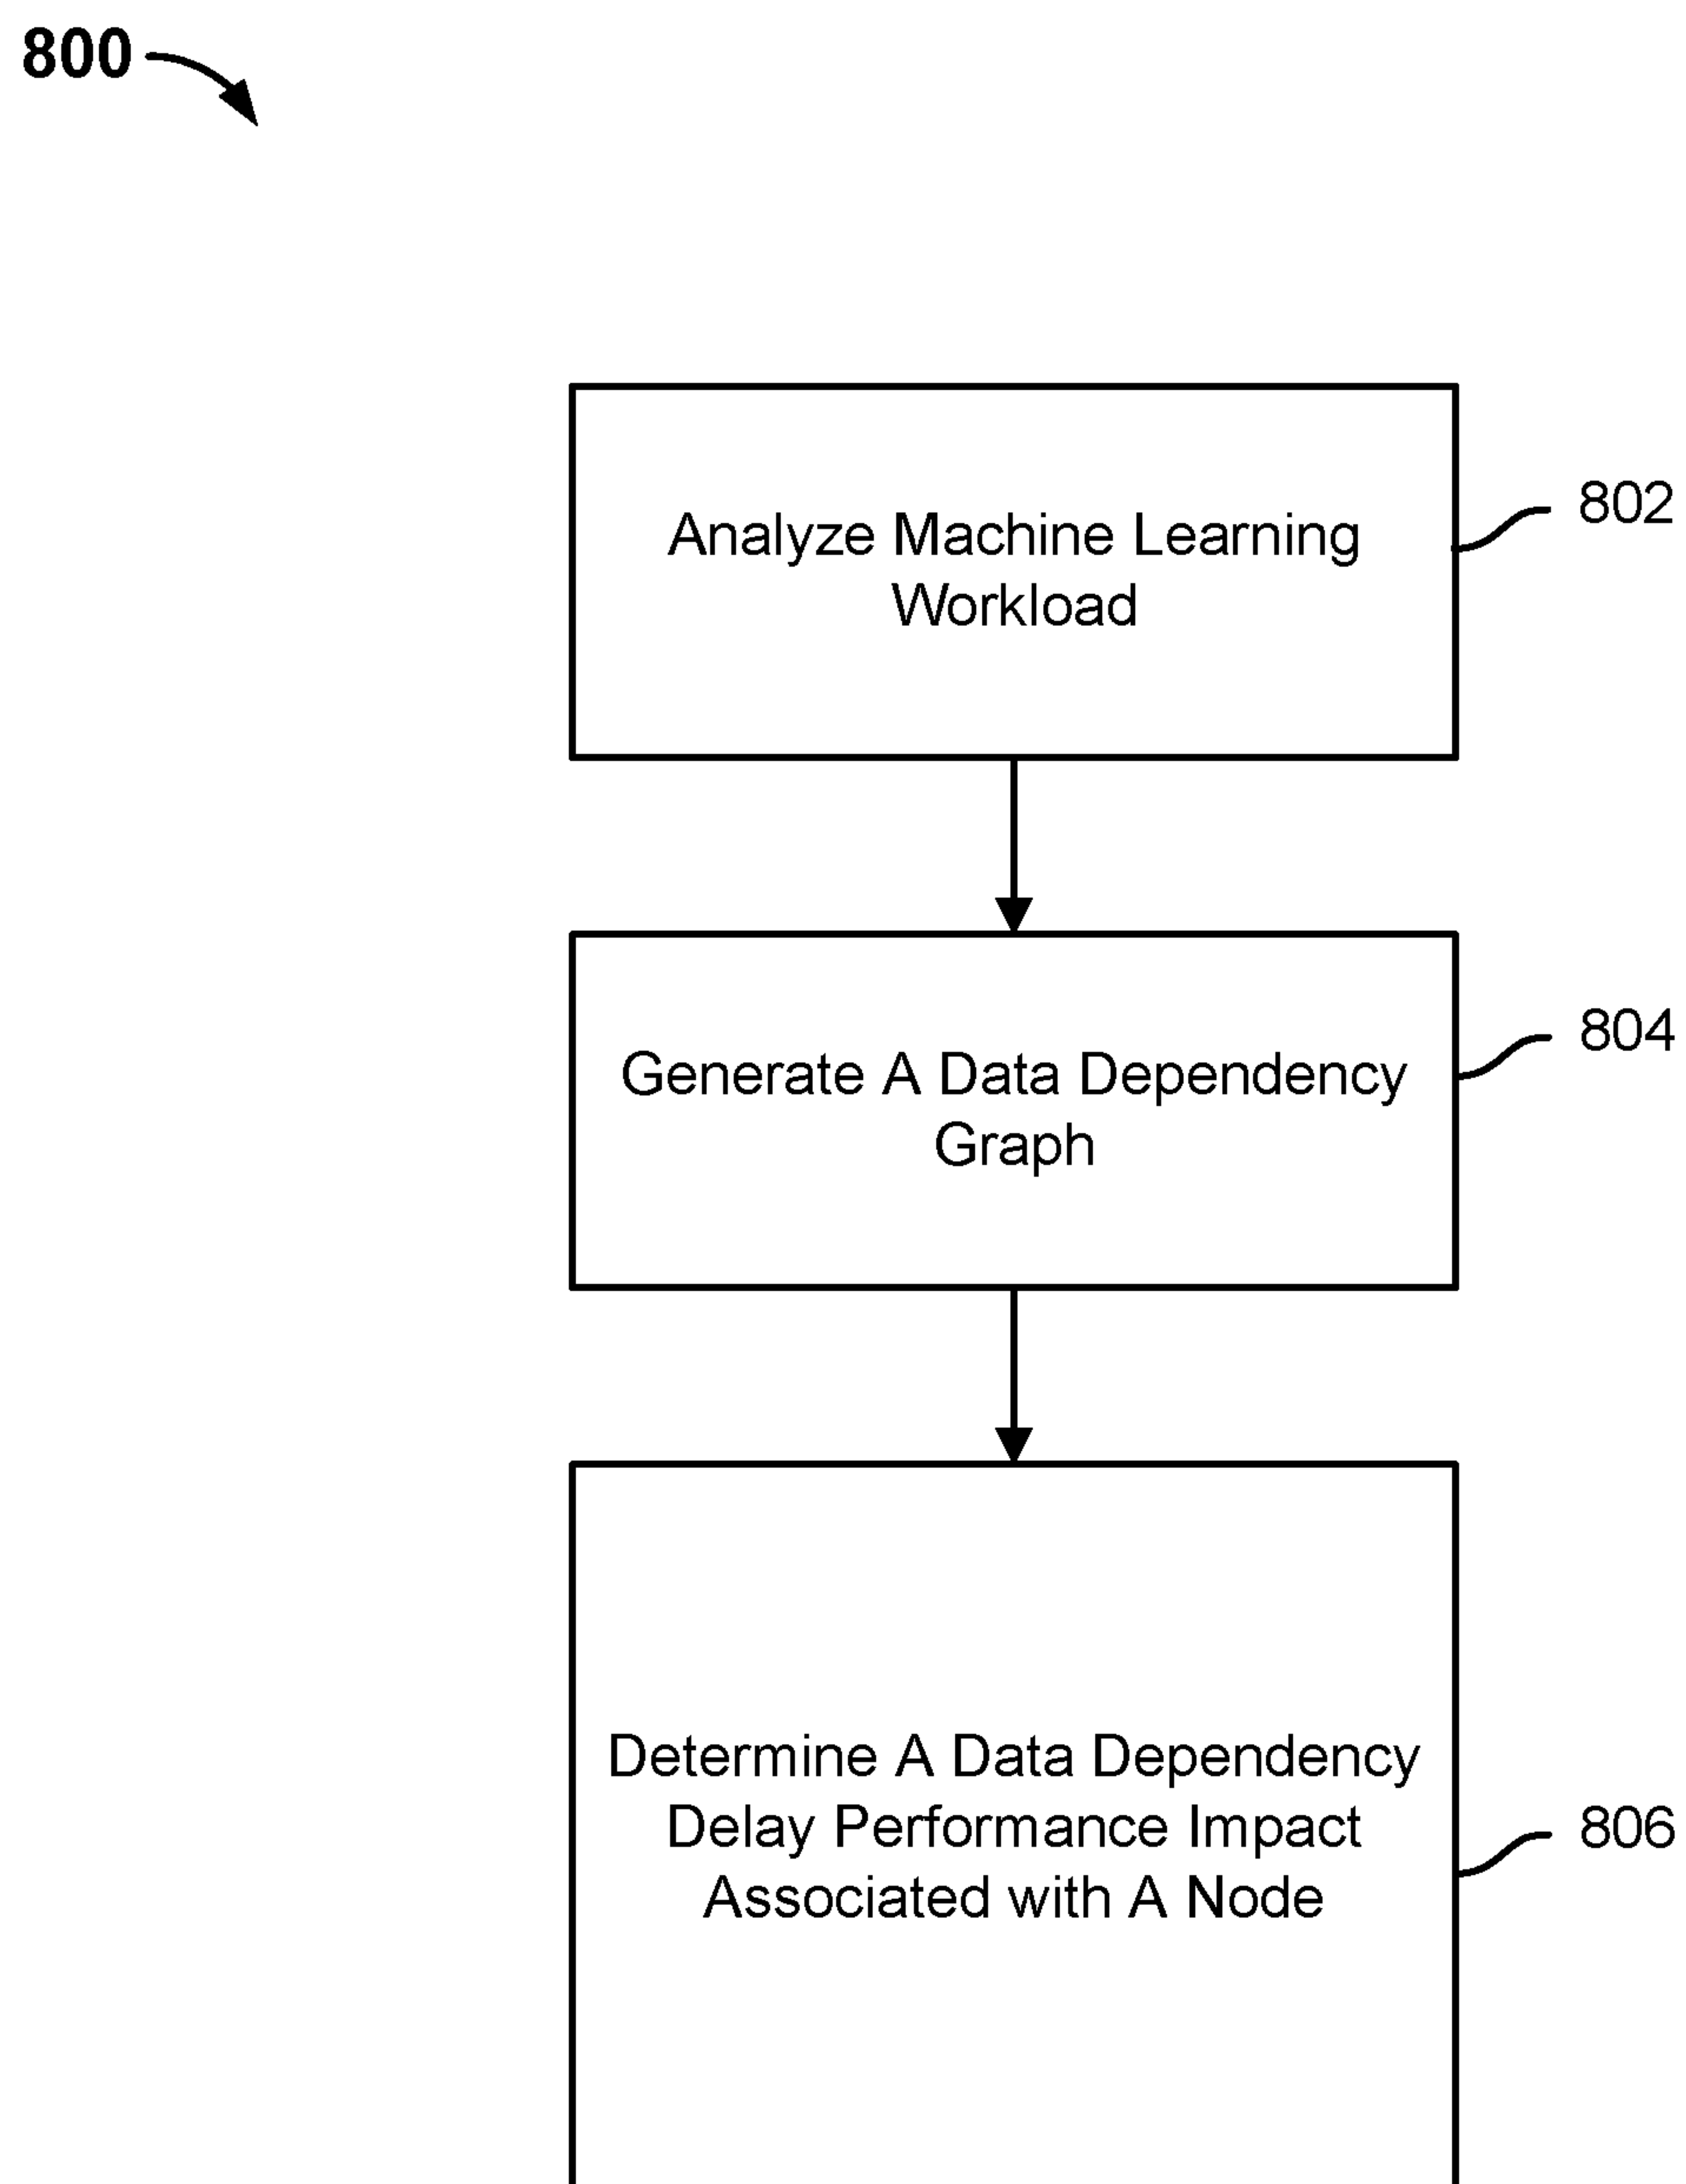 800
Analyze Machine Learning
Workload
802
Generate A Data Dependency
Graph
804
Determine A Data Dependency
Delay Performance Impact
Associated with A Node
806